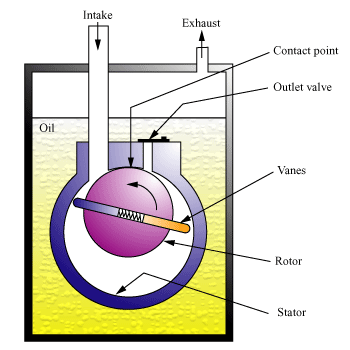 Intake
Exhaust
Contact point
Outlet valve
Oil
Vanes
Rotor
Stator